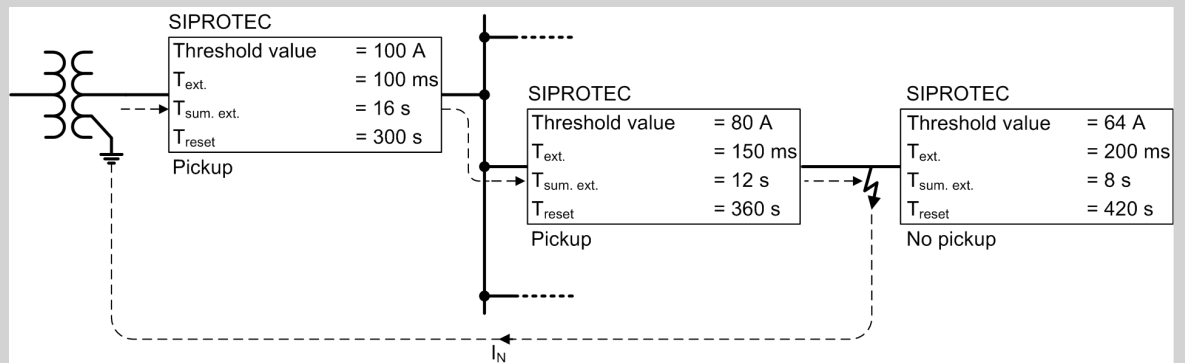 SIPROTEC
Threshold value = 100 A
Text. = 100 ms
Tsum. ext. = 16 s
Treset = 300 s
Pickup
SIPROTEC
Threshold value = 80 A
Text. = 150 ms
Tsum. ext. = 12 s
Treset = 360 s
Pickup
SIPROTEC
Threshold value = 64 A
Text. = 200 ms
Tsum. ext. = 8 s
Treset = 420 s
No pickup
IN